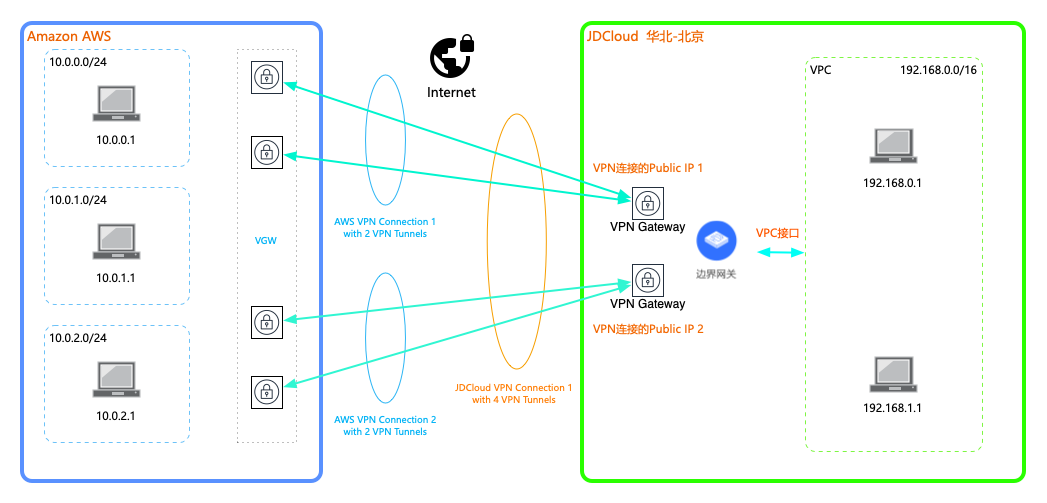 Amazon AWS
10.0.0.0/24
10.0.0.1
10.0.1.0/24
10.0.1.1
10.0.2.0/24
10.0.2.1
VGW
Internet
AWS VPN Connection 1
with 2 VPN Tunnels
AWS VPN Connection 2
with 2 VPN Tunnels
JDCloud VPN Connection 1
with 4 VPN Tunnels
JDCloud 华北-北京
VPN连接的Public IP 1
VPN Gateway
VPN Gateway
VPN连接的Public IP 2
边界网关
VPC接口
VPC 192.168.0.0/16
192.168.0.1
192.168.1.1